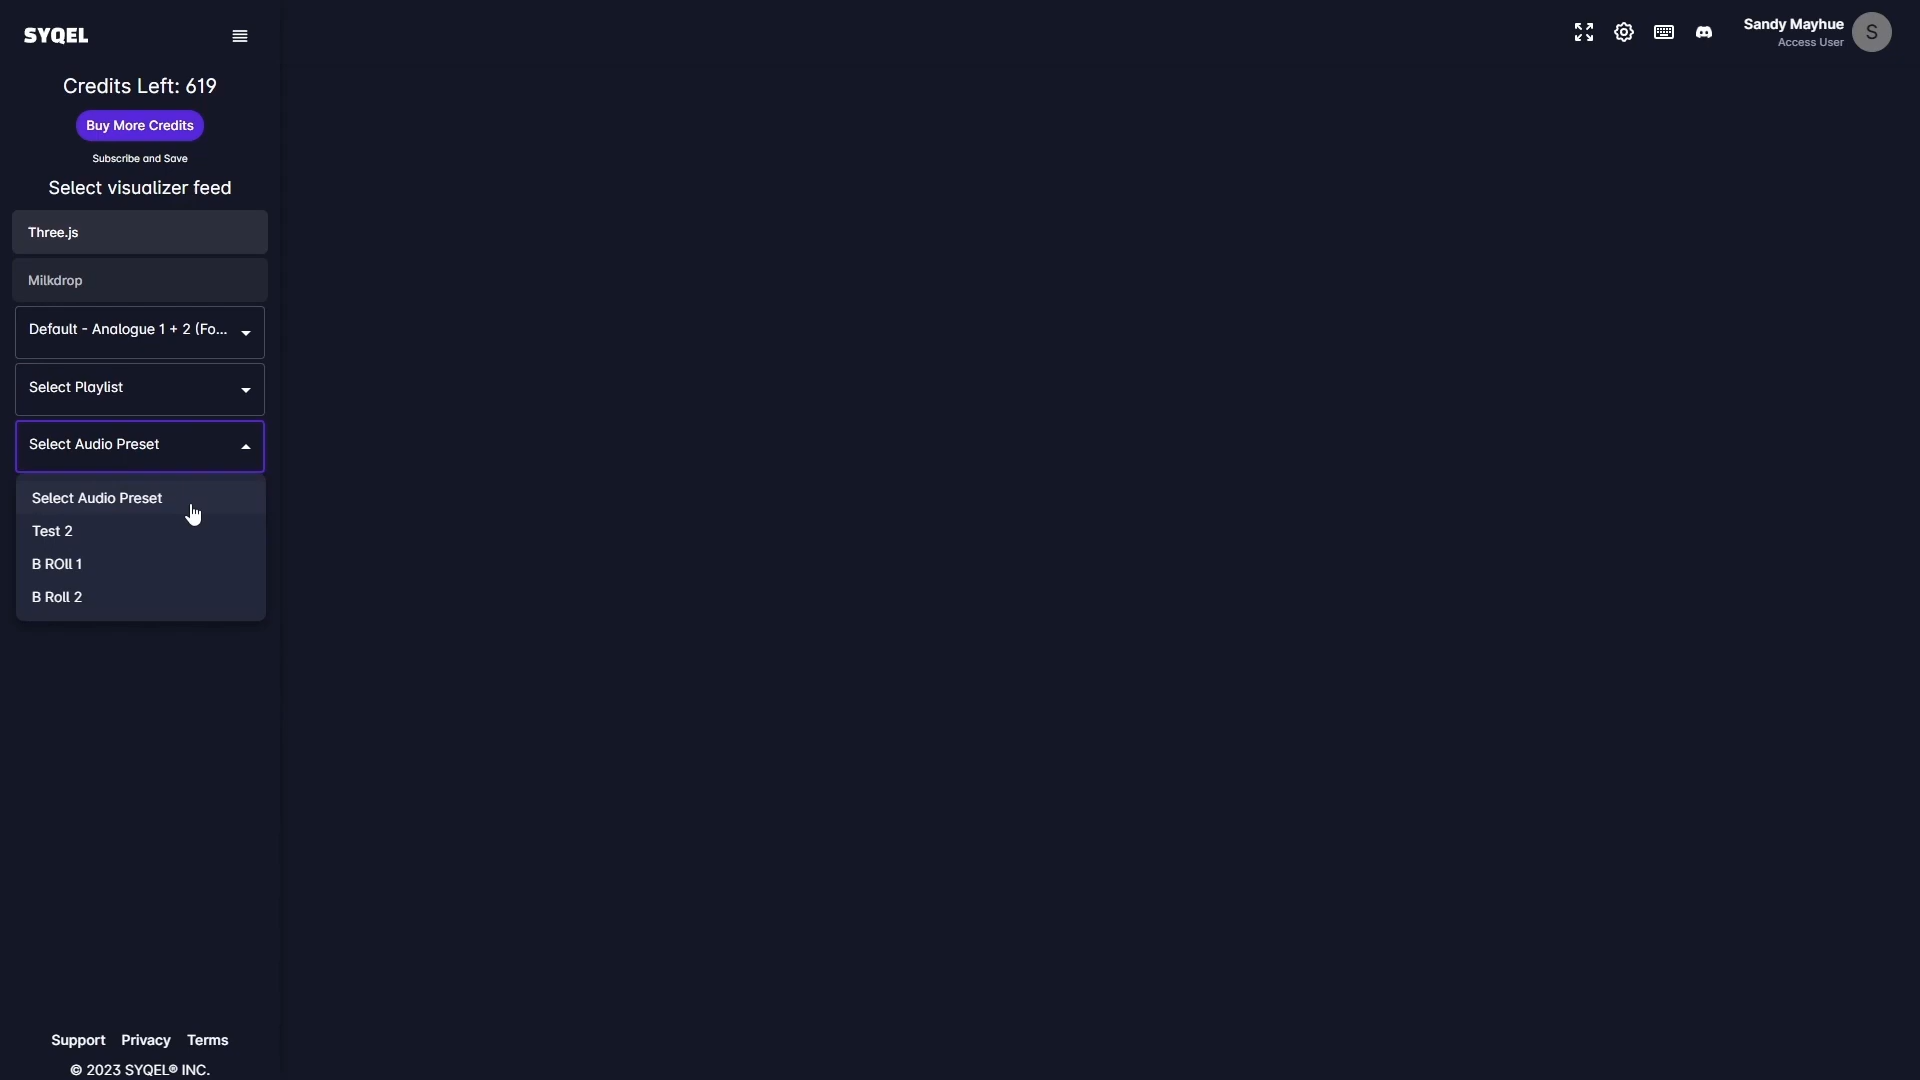 SYQEL
Sandy Mayhue
Access User
S
Credits Left: 619
Buy More Credits
Subscribe and Save
Select visualizer feed
Three.js
Milkdrop
Default - Analogue 1 + 2 (Fo...
Select Playlist
Select Audio Preset
Select Audio Preset
Test 2
B ROll 1
B Roll 2
Support Privacy Terms
© 2023 SYQEL® INC.